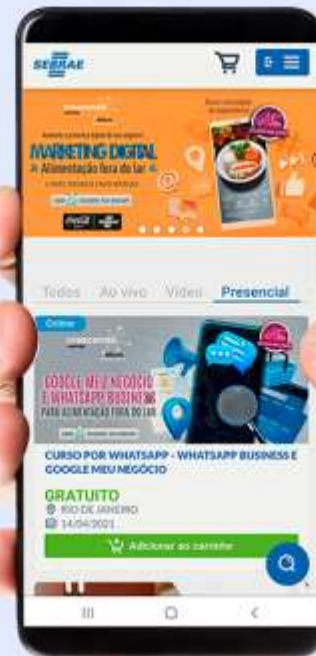 SEBRAE
MARKETING DIGITAL
Alimentação fora do lar
Todos Ao vivo Vídeo Presencial
Online
GOOGLE MEU NEGÓCIO
E WHATSAPP BUSINESS
PARA ALIMENTAÇÃO FORA DO LAR
CURSO POR WHATSAPP - WHATSAPP BUSINESS E
GOOGLE MEU NEGÓCIO
GRATUITO
RIO DE JANEIRO
14/04/2021
Adicionar ao carrinho